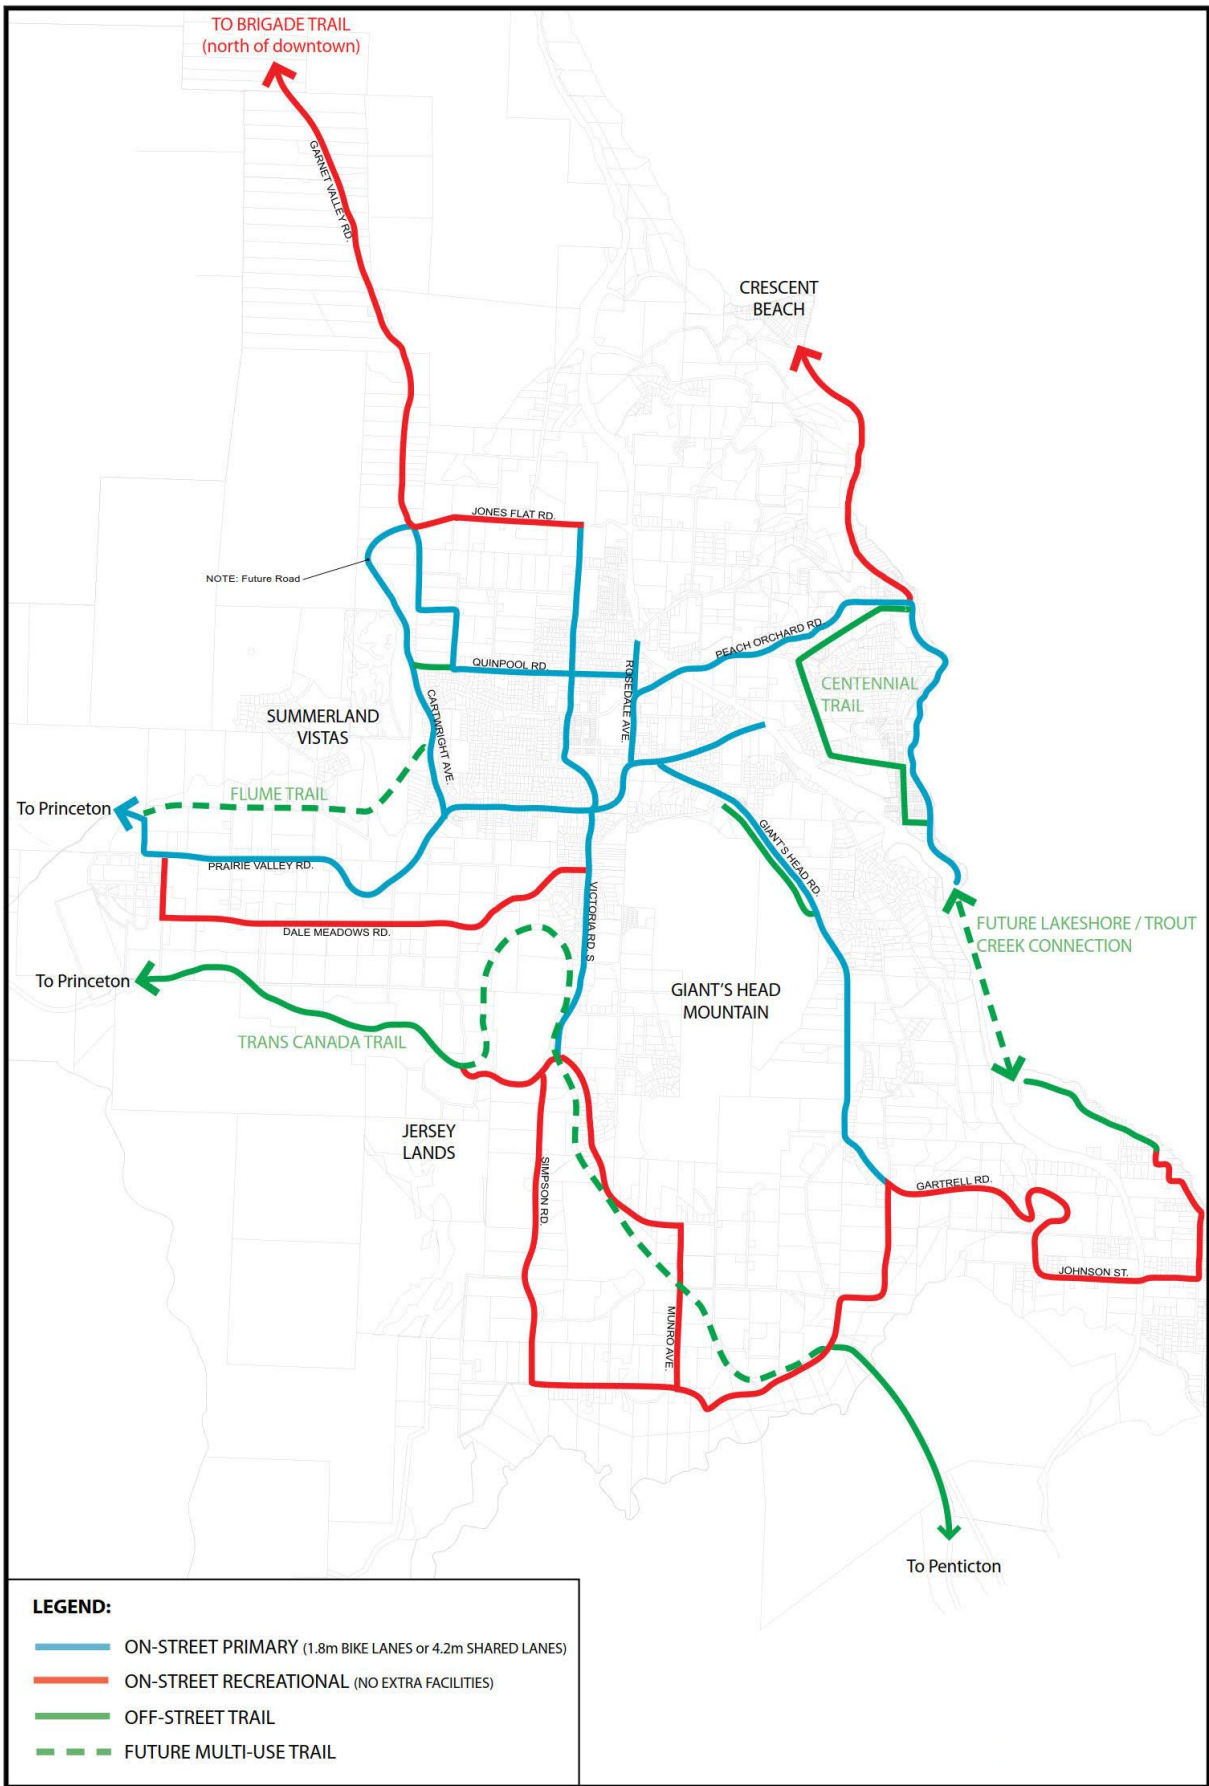 TO BRIGADE TRAIL
(north of downtown)
GARNET VALLEY RD.
CRESCENT
BEACH
JONES FLAT RD.
NOTE: Future Road
PEACH ORCHARD RD.
QUINPOOL RD.
ROSEDALE AVE.
CENTENNIAL
TRAIL
CARTWRIGHT AVE.
SUMMERLAND
VISTAS
FLUME TRAIL
To Princeton
GIANT'S HEAD RD.
PRAIRIE VALLEY RD.
VICTORIA RD. S
DALE MEADOWS RD.
FUTURE LAKESHORE / TROUT
CREEK CONNECTION
To Princeton
GIANT'S HEAD
MOUNTAIN
TRANS CANADA TRAIL
JERSEY
LANDS
SIMPSON RD.
GARTRELL RD.
JOHNSON ST.
MUNRO AVE.
To Penticton
LEGEND:
ON-STREET PRIMARY (1.8m BIKE LANES or 4.2m SHARED LANES)
ON-STREET RECREATIONAL (NO EXTRA FACILITIES)
OFF-STREET TRAIL
FUTURE MULTI-USE TRAIL